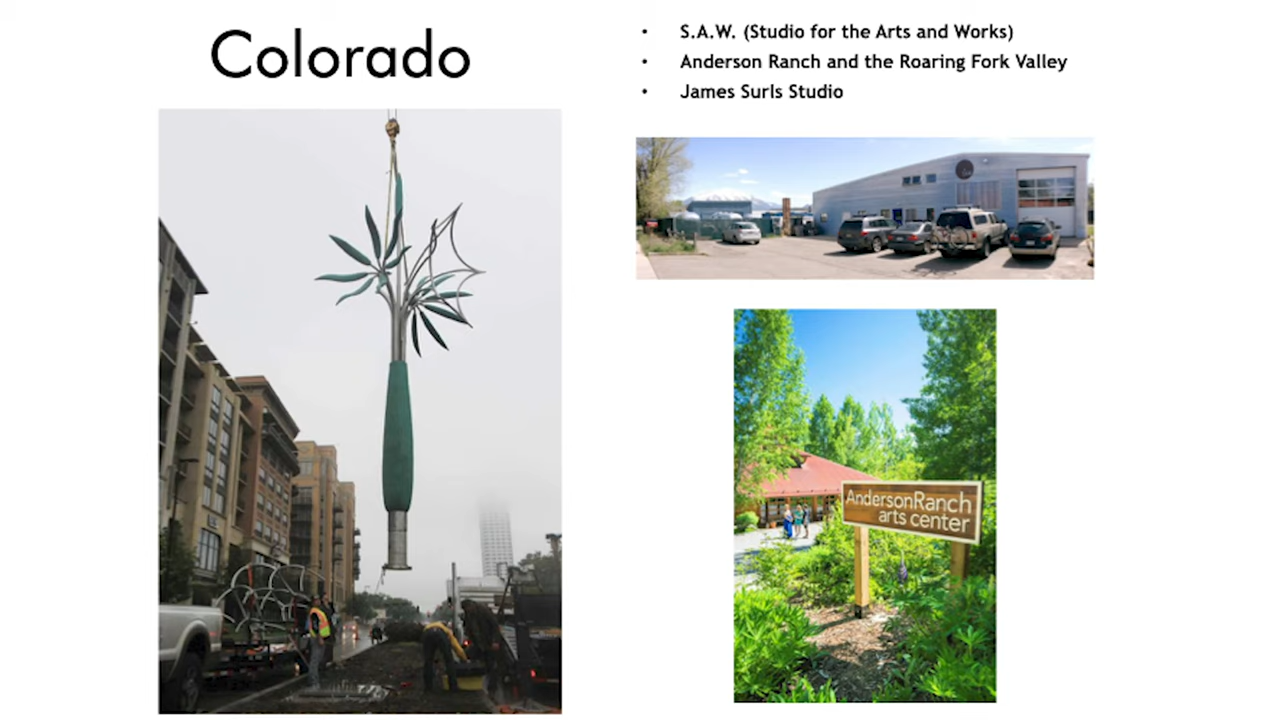 Colorado
• S.A.W. (Studio for the Arts and Works)
• Anderson Ranch and the Roaring Fork Valley
• James Surls Studio
AndersonRanch
arts center